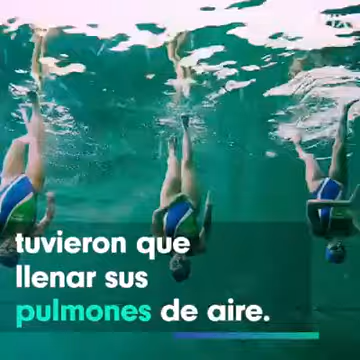 tuvieron que
llenar sus
pulmones de aire.